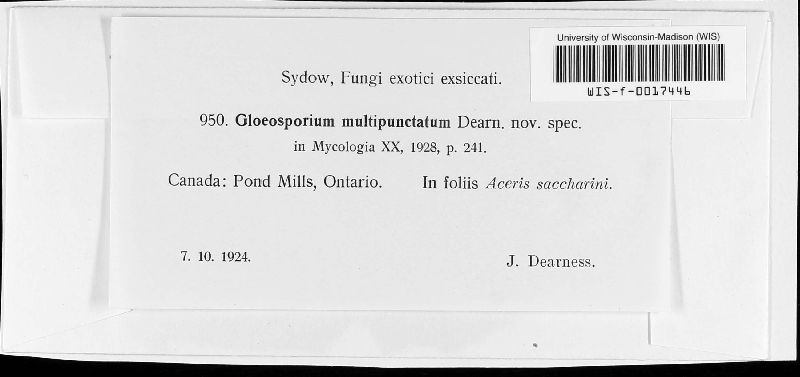 University of Wisconsin-Madison (WIS)
WIS-f-0017446
Sydow, Fungi exotici exsiccati.
950. Gloeosporium multipunctatum Dearn. nov. spec.
in Mycologia XX, 1928, p. 241.
Canada: Pond Mills, Ontario. In foliis Aceris saccharini.
7. 10. 1924. J. Dearness.